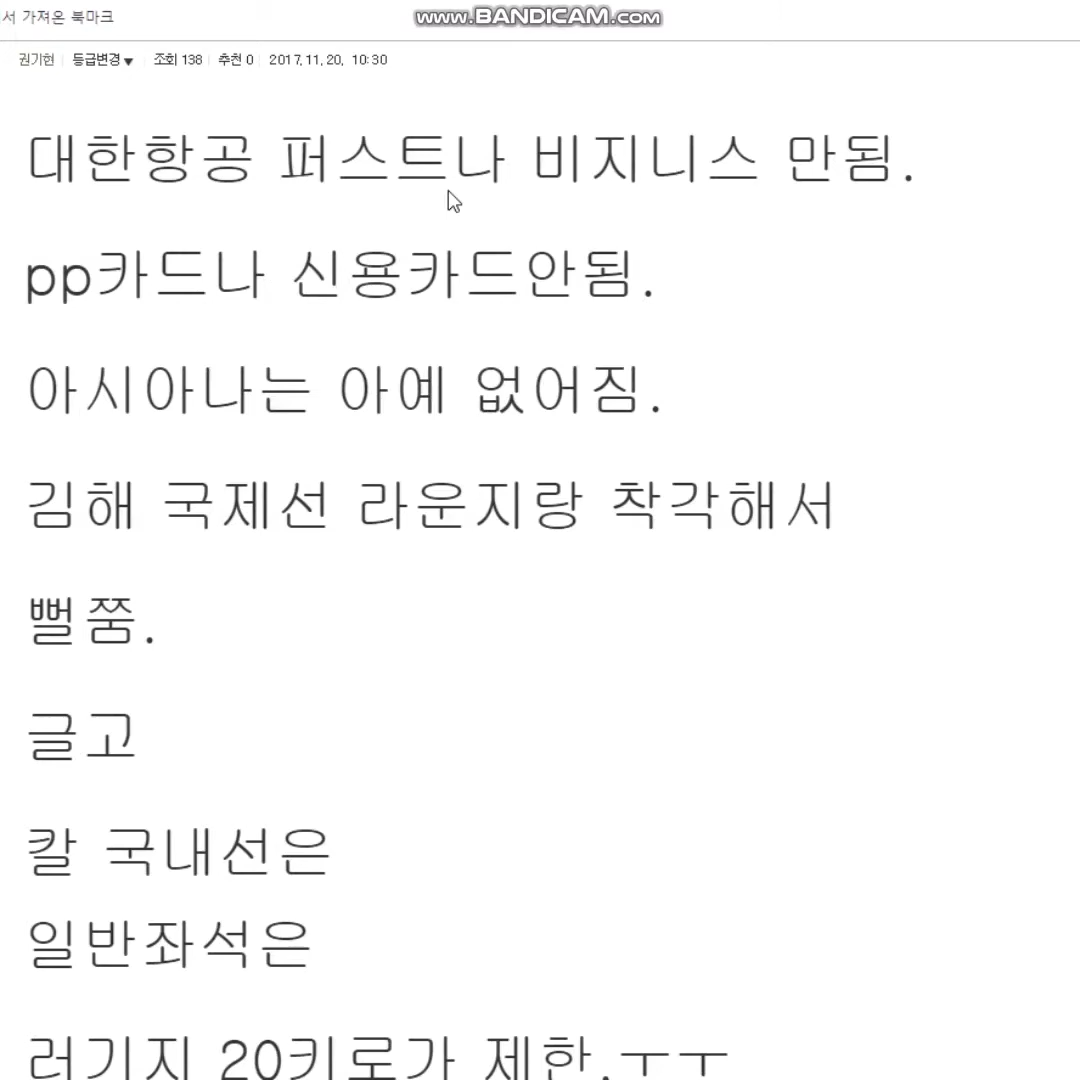 서 가져온 북마크
www.BANDICAM.com
권기현 등급변경▼ 조회 138 추천 0 2017.11.20. 10:30
대한항공 퍼스트나 비지니스 만됨.
pp카드나 신용카드안됨.
아시아나는 아예 없어짐.
김해 국제선 라운지랑 착각해서
뻘쭘.
글고
칼 국내선은
일반좌석은
러기지 20키로가 제한.ㅜㅜ